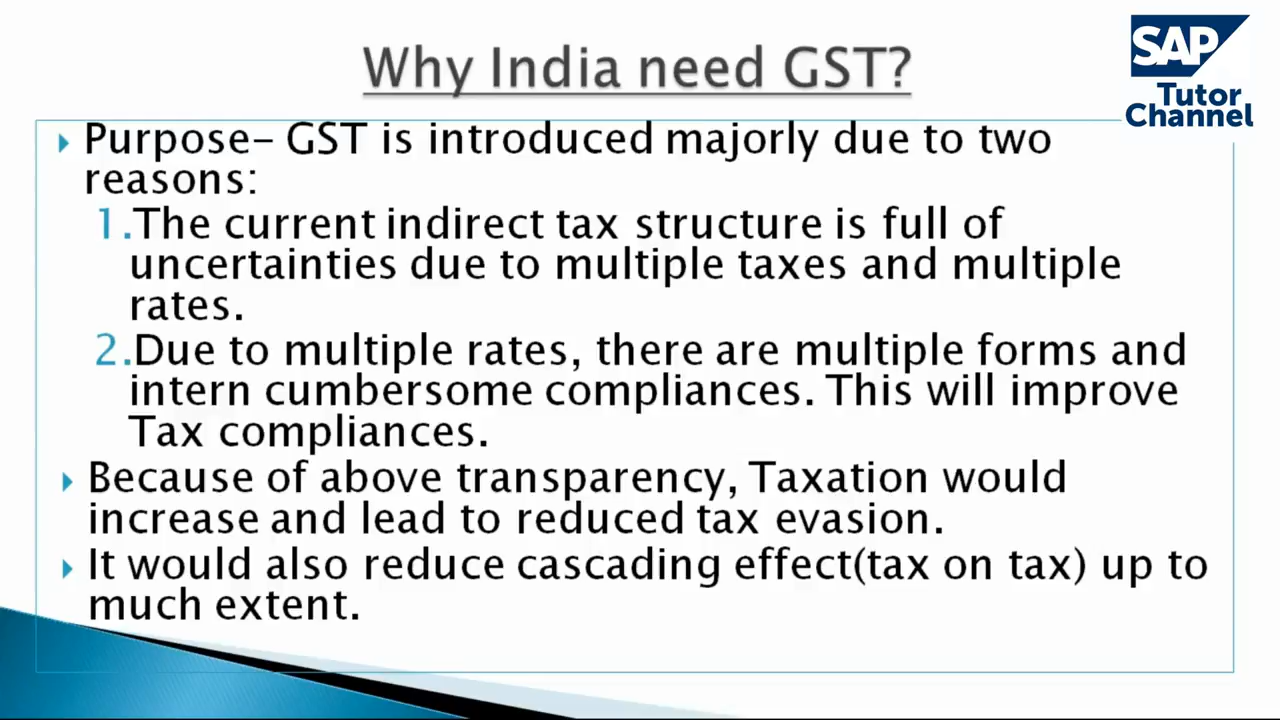 Why India need GST?
SAP
Tutor
Channel
Purpose– GST is introduced majorly due to two
reasons:
1.The current indirect tax structure is full of
uncertainties due to multiple taxes and multiple
rates.
2.Due to multiple rates, there are multiple forms and
intern cumbersome compliances. This will improve
Tax compliances.
Because of above transparency, Taxation would
increase and lead to reduced tax evasion.
It would also reduce cascading effect(tax on tax) up to
much extent.